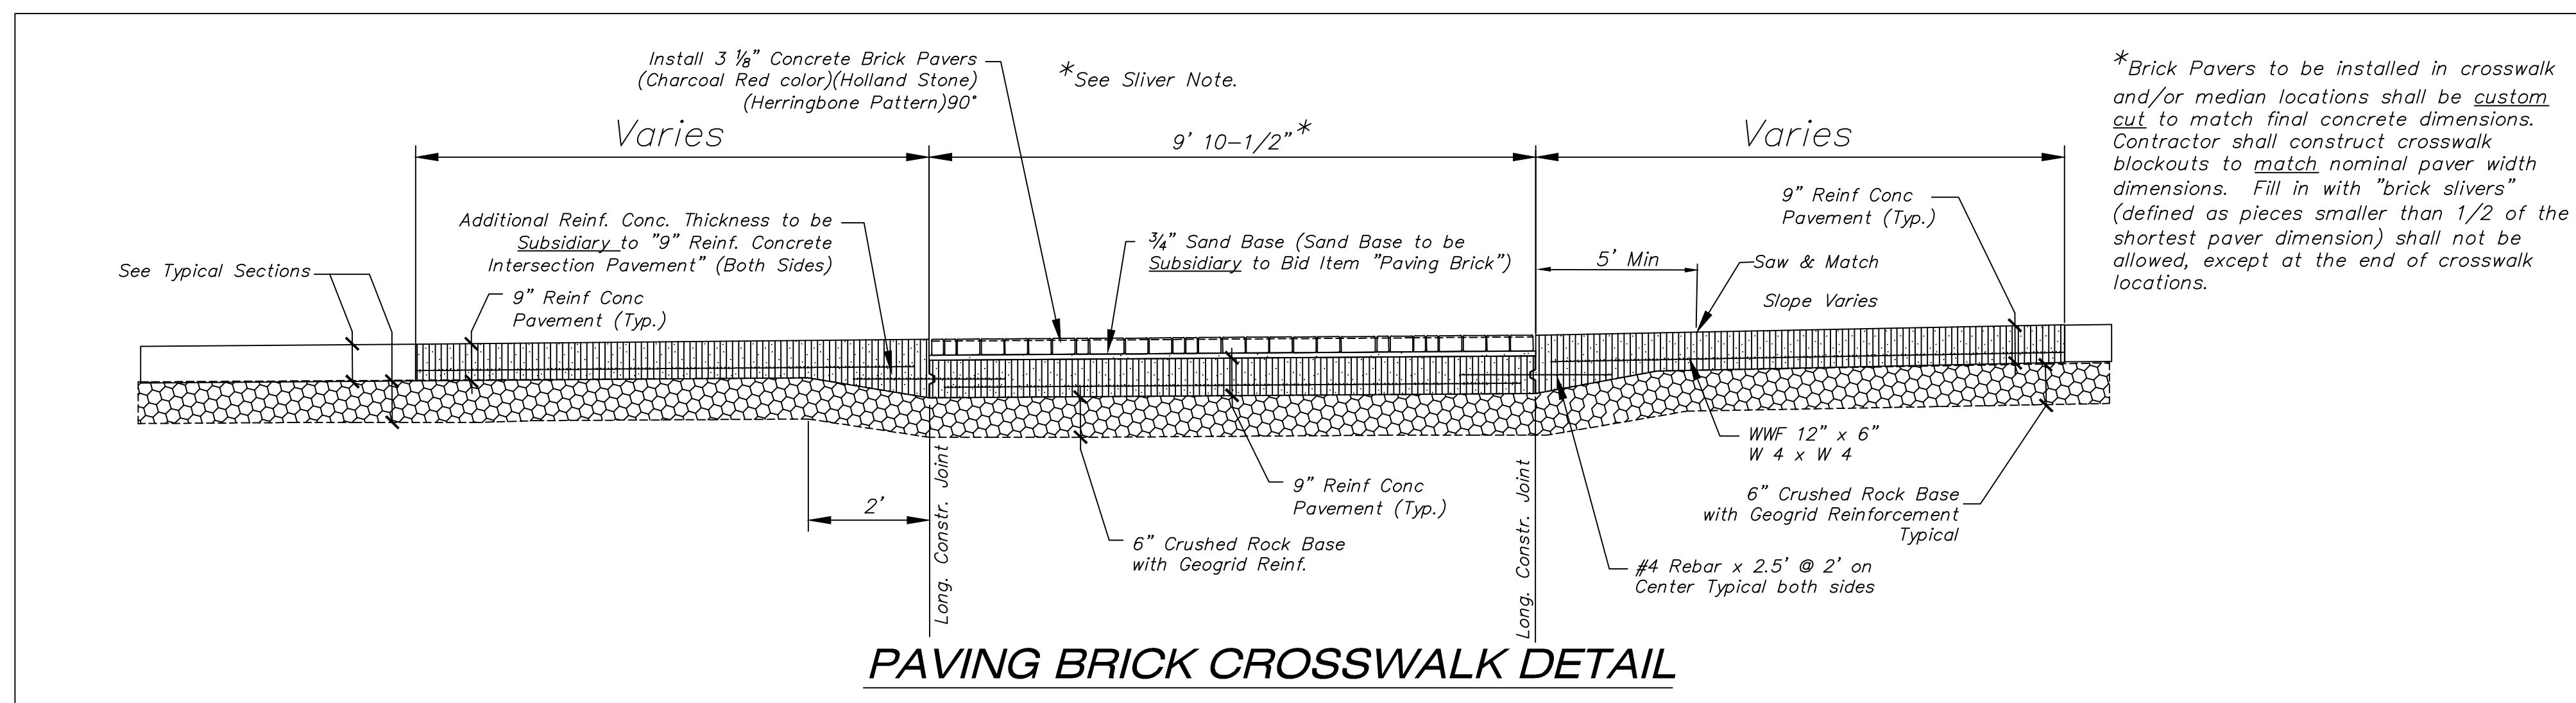 Install 3 ⅛" Concrete Brick Pavers
(Charcoal Red color)(Holland Stone)
(Herringbone Pattern)90°
*See Sliver Note.
*Brick Pavers to be installed in crosswalk
and/or median locations shall be custom
cut to match final concrete dimensions.
Contractor shall construct crosswalk
blockouts to match nominal paver width
dimensions.  Fill in with "brick slivers"
(defined as pieces smaller than 1/2 of the
shortest paver dimension) shall not be
allowed, except at the end of crosswalk
locations.
Varies
9' 10-1/2"*
Varies
9" Reinf Conc
Pavement (Typ.)
Additional Reinf. Conc. Thickness to be
Subsidiary to "9" Reinf. Concrete
Intersection Pavement" (Both Sides)
¾" Sand Base (Sand Base to be
Subsidiary to Bid Item "Paving Brick")
5' Min
Saw & Match
Slope Varies
See Typical Sections
9" Reinf Conc
Pavement (Typ.)
WWF 12" x 6"
W 4 x W 4
2'
Long. Constr. Joint
9" Reinf Conc
Pavement (Typ.)
6" Crushed Rock Base
with Geogrid Reinf.
Long. Constr. Joint
6" Crushed Rock Base
with Geogrid Reinforcement
Typical
#4 Rebar x 2.5' @ 2' on
Center Typical both sides
PAVING BRICK CROSSWALK DETAIL